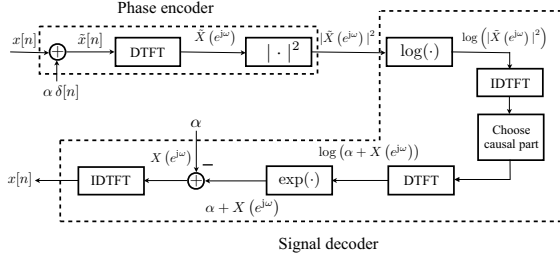 Phase encoder
x[n]
x̃[n]
DTFT
X̃(e^{jω})
| · |²
|X̃(e^{jω})|²
α δ[n]
log(·)
log(|X̃(e^{jω})|²)
IDTFT
Choose
causal part
DTFT
log(α + X(e^{jω}))
exp(·)
α + X(e^{jω})
α
−
X(e^{jω})
IDTFT
x[n]
Signal decoder